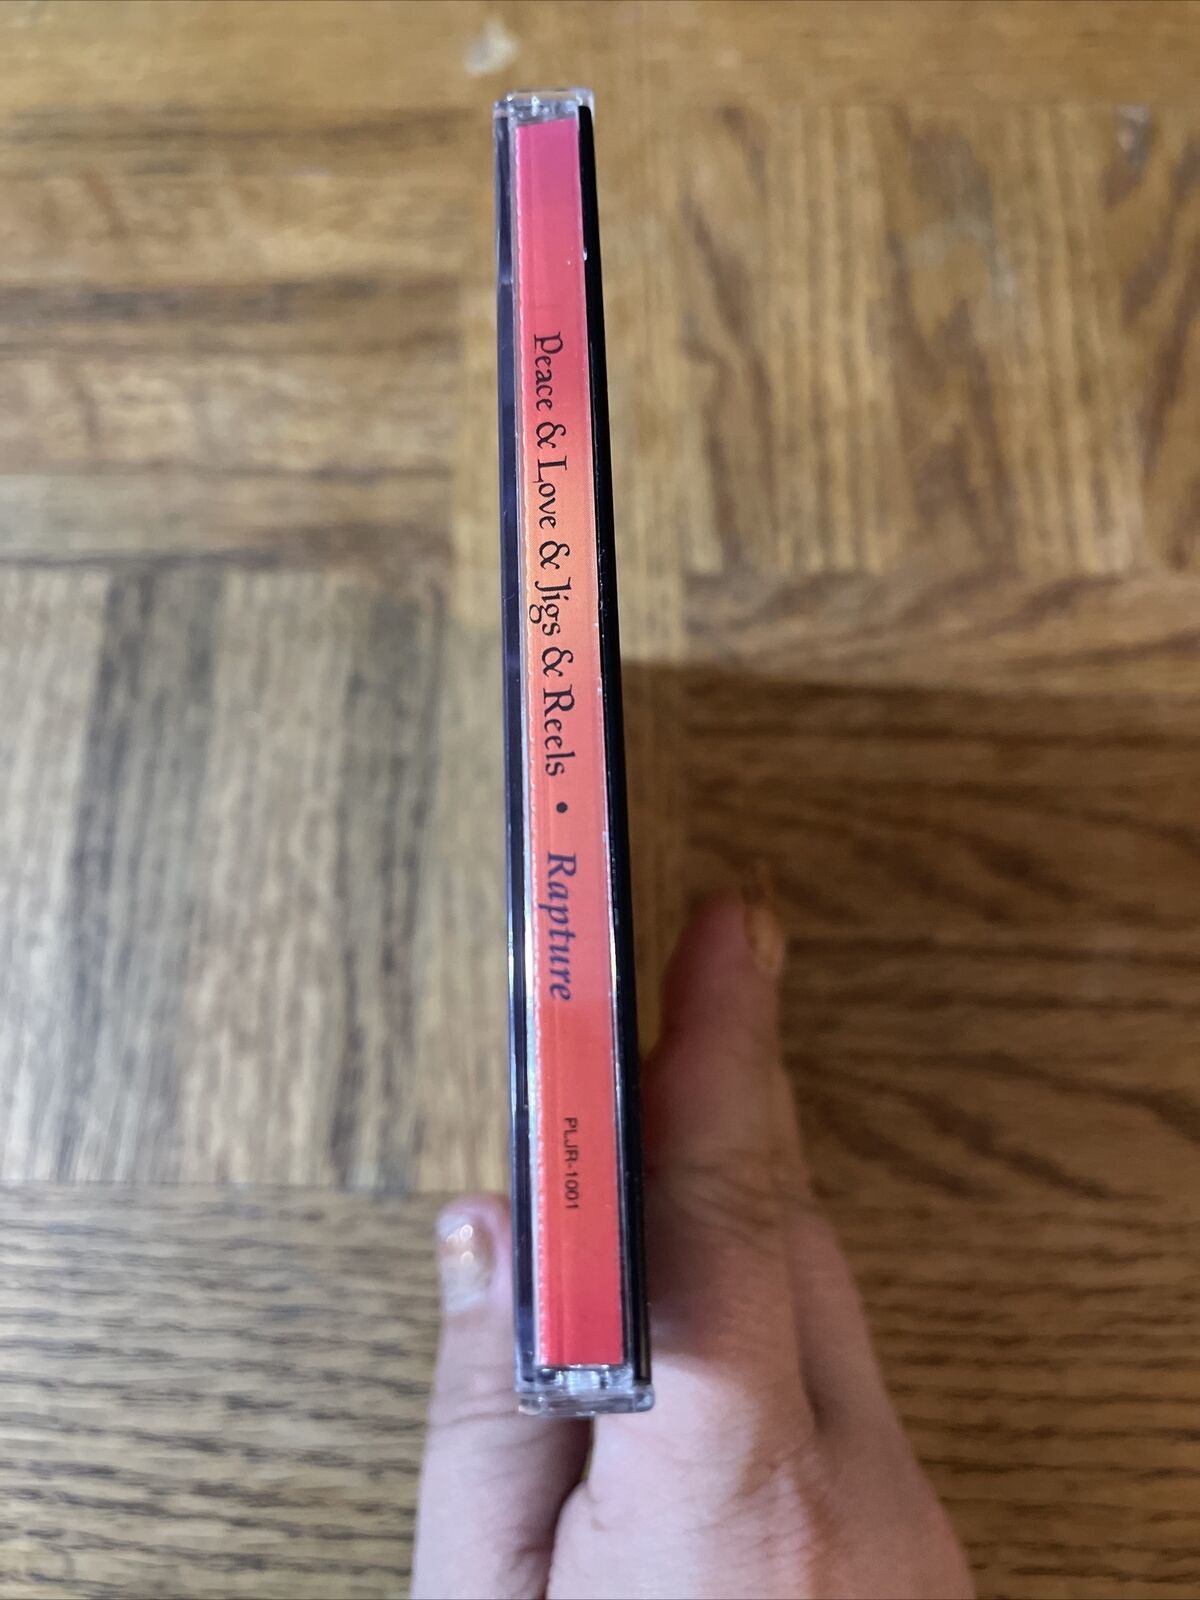 Peace & Love & Jigs & Reels • Rapture
PLJR-1001